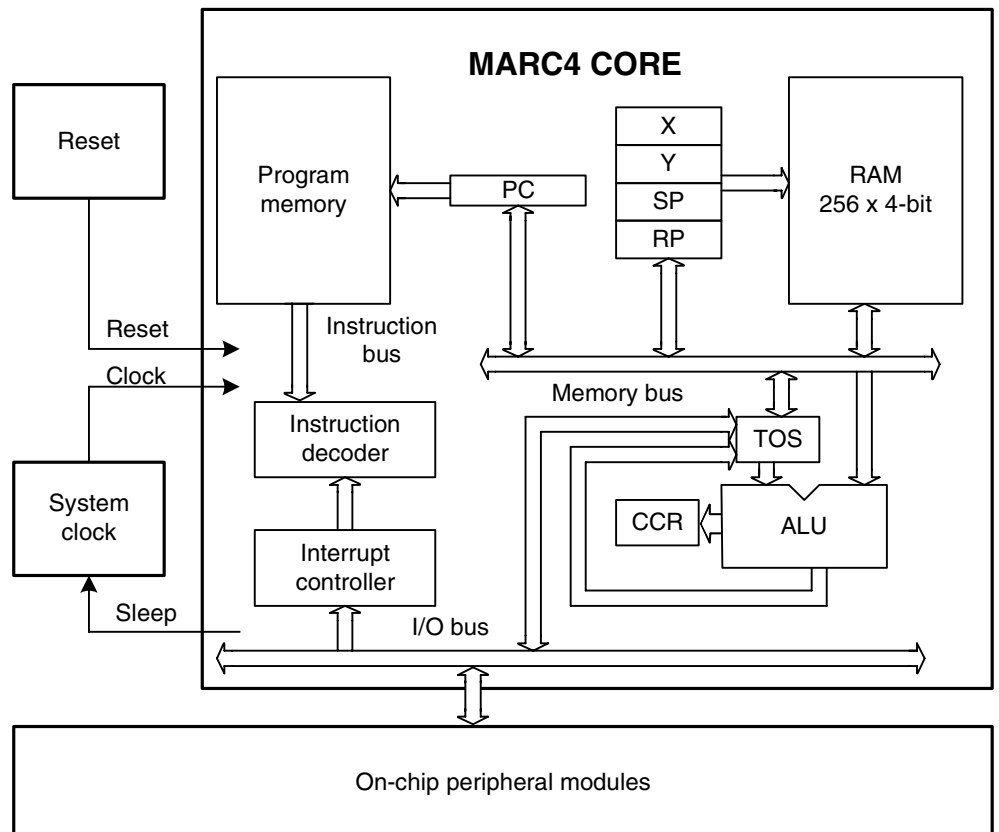 MARC4 CORE
Reset
Program
memory
PC
X
Y
SP
RP
RAM
256 x 4-bit
Reset
Instruction
bus
Clock
Memory bus
Instruction
decoder
TOS
System
clock
CCR
ALU
Interrupt
controller
Sleep
I/O bus
On-chip peripheral modules